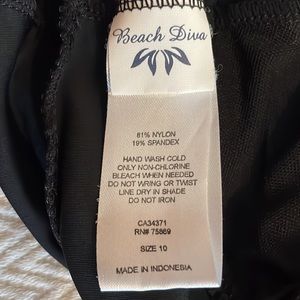 Beach Diva
81% NYLON
19% SPANDEX
HAND WASH COLD
ONLY NON-CHLORINE
BLEACH WHEN NEEDED
DO NOT WRING OR TWIST
LINE DRY IN SHADE
DO NOT IRON
CA34371
RN# 75869
SIZE 10
MADE IN INDONESIA